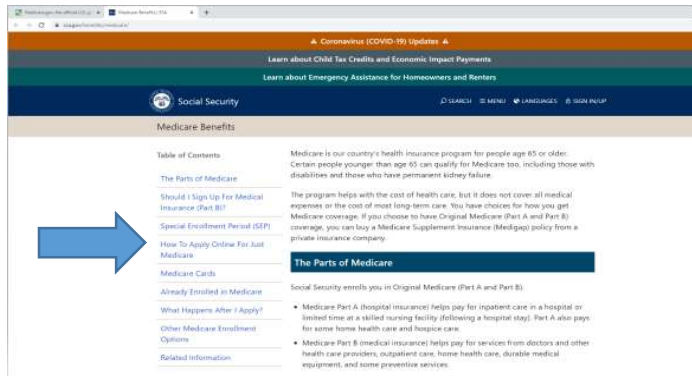 Medicare Benefits | SSA
ssa.gov/benefits/medicare/
Coronavirus (COVID-19) Updates
Learn about Child Tax Credits and Economic Impact Payments
Learn about Emergency Assistance for Homeowners and Renters
Social Security
SEARCH MENU LANGUAGES SIGN IN/UP
Medicare Benefits
Table of Contents
The Parts of Medicare
Should I Sign Up For Medical
Insurance (Part B)?
Special Enrollment Period (SEP)
How To Apply Online For Just
Medicare
Medicare Cards
Already Enrolled in Medicare
What Happens After I Apply?
Other Medicare Enrollment
Options
Related Information
Medicare is our country's health insurance program for people age 65 or older.
Certain people younger than age 65 can qualify for Medicare too, including those with
disabilities and those who have permanent kidney failure.
The program helps with the cost of health care, but it does not cover all medical
expenses or the cost of most long-term care. You have choices for how you get
Medicare coverage. If you choose to have Original Medicare (Part A and Part B)
coverage, you can buy a Medicare Supplement Insurance (Medigap) policy from a
private insurance company.
The Parts of Medicare
Social Security enrolls you in Original Medicare (Part A and Part B).
• Medicare Part A (hospital insurance) helps pay for inpatient care in a hospital or
limited time at a skilled nursing facility (following a hospital stay). Part A also pays
for some home health care and hospice care.
• Medicare Part B (medical insurance) helps pay for services from doctors and other
health care providers, outpatient care, home health care, durable medical
equipment, and some preventive services.